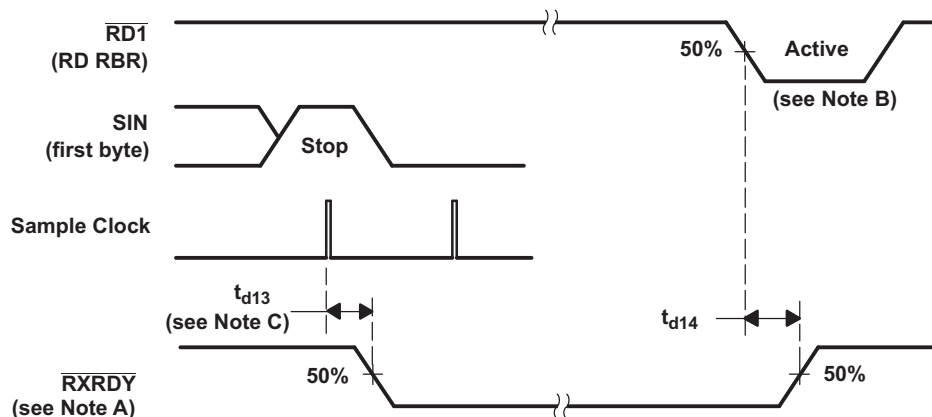 RD1
(RD RBR)
50%
Active
(see Note B)
SIN
(first byte)
Stop
Sample Clock
td13
(see Note C)
td14
RXRDY
(see Note A)
50%
50%